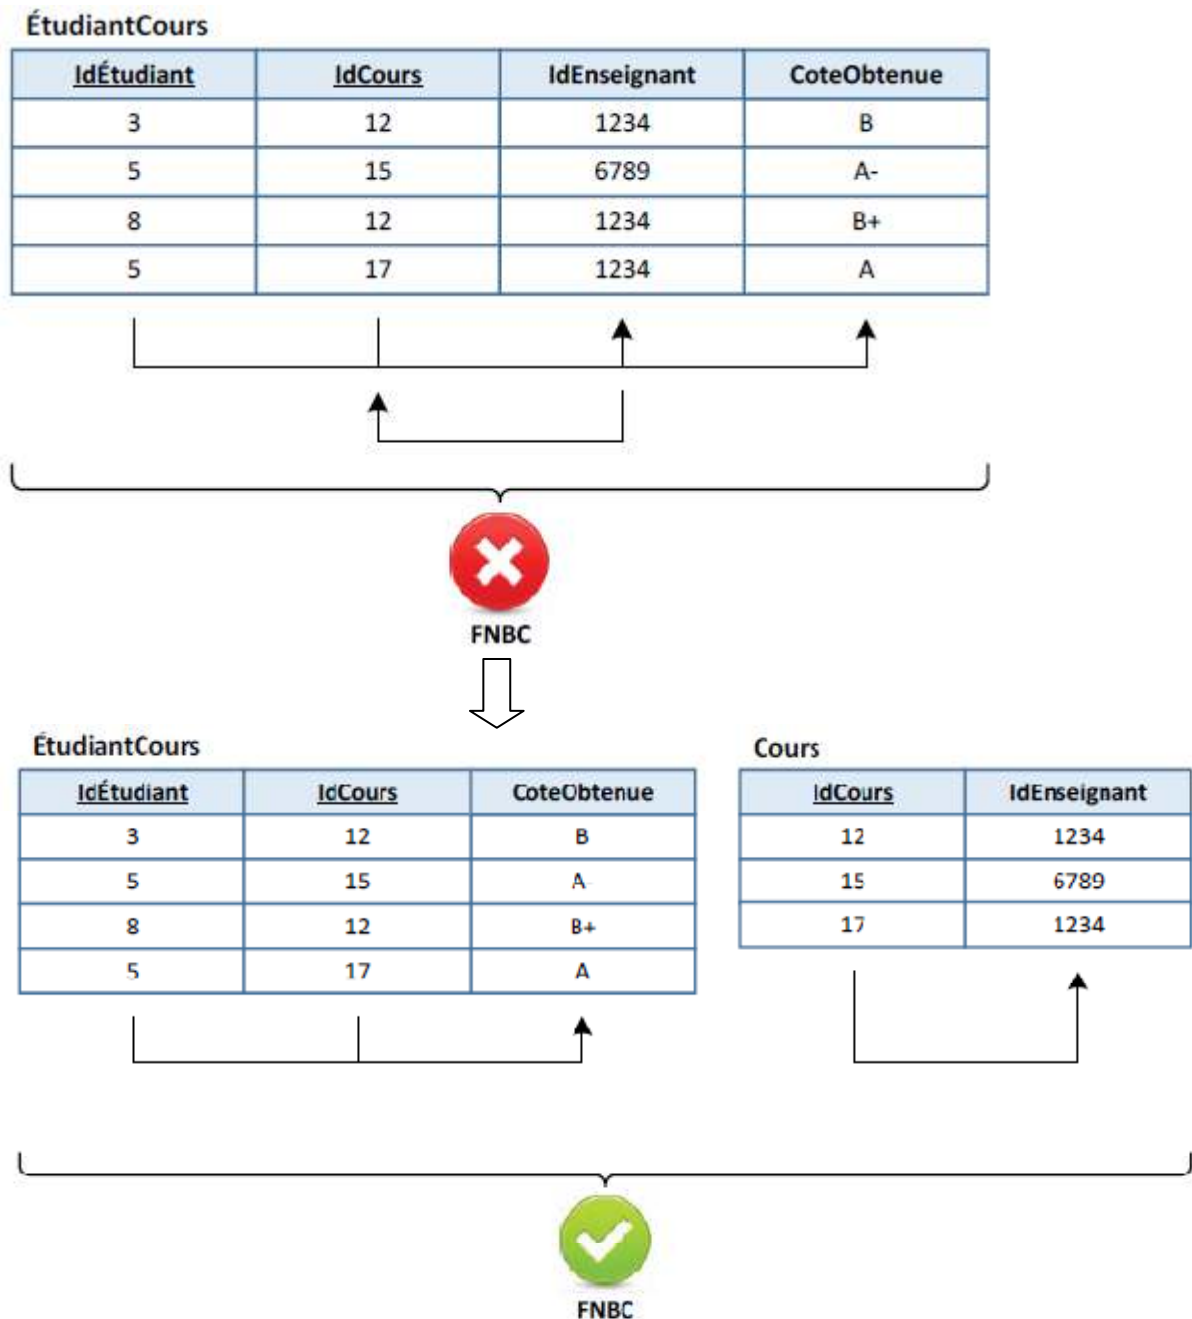 ÉtudiantCours
IdÉtudiant IdCours IdEnseignant CoteObtenue
3 12 1234 B
5 15 6789 A-
8 12 1234 B+
5 17 1234 A
FNBC
ÉtudiantCours
IdÉtudiant IdCours CoteObtenue
3 12 B
5 15 A-
8 12 B+
5 17 A
Cours
IdCours IdEnseignant
12 1234
15 6789
17 1234
FNBC